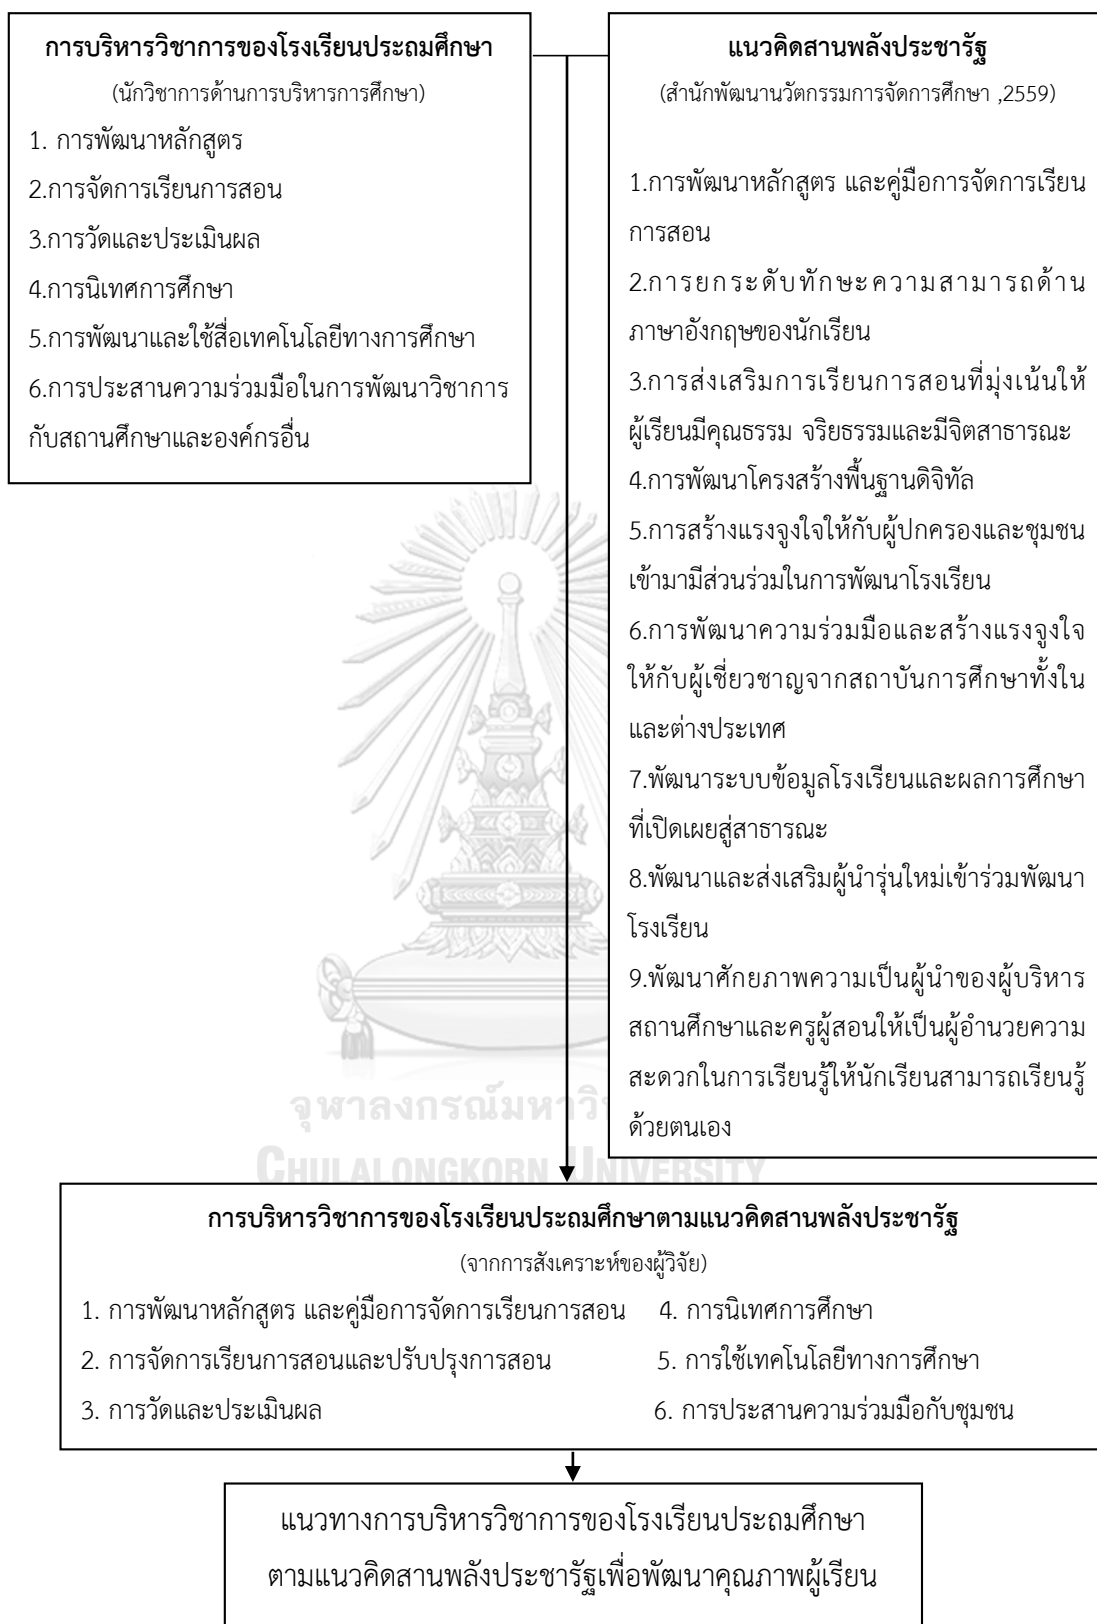 การบริหารวิชาการของโรงเรียนประถมศึกษา
(นักวิชาการด้านการบริหารการศึกษา)
1. การพัฒนาหลักสูตร
2.การจัดการเรียนการสอน
3.การวัดและประเมินผล
4.การนิเทศการศึกษา
5.การพัฒนาและใช้สื่อเทคโนโลยีทางการศึกษา
6.การประสานความร่วมมือในการพัฒนาวิชาการ
กับสถานศึกษาและองค์กรอื่น
แนวคิดสานพลังประชารัฐ
(สำนักพัฒนานวัตกรรมการจัดการศึกษา ,2559)
1.การพัฒนาหลักสูตร และคู่มือการจัดการเรียน
การสอน
2.การยกระดับทักษะความสามารถด้าน
ภาษาอังกฤษของนักเรียน
3.การส่งเสริมการเรียนการสอนที่มุ่งเน้นให้
ผู้เรียนมีคุณธรรม จริยธรรมและมีจิตสาธารณะ
4.การพัฒนาโครงสร้างพื้นฐานดิจิทัล
5.การสร้างแรงจูงใจให้กับผู้ปกครองและชุมชน
เข้ามามีส่วนร่วมในการพัฒนาโรงเรียน
6.การพัฒนาความร่วมมือและสร้างแรงจูงใจ
ให้กับผู้เชี่ยวชาญจากสถาบันการศึกษาทั้งใน
และต่างประเทศ
7.พัฒนาระบบข้อมูลโรงเรียนและผลการศึกษา
ที่เปิดเผยสู่สาธารณะ
8.พัฒนาและส่งเสริมผู้นำรุ่นใหม่เข้าร่วมพัฒนา
โรงเรียน
9.พัฒนาศักยภาพความเป็นผู้นำของผู้บริหาร
สถานศึกษาและครูผู้สอนให้เป็นผู้อำนวยความ
สะดวกในการเรียนรู้ให้นักเรียนสามารถเรียนรู้
ด้วยตนเอง
จุฬาลงกรณ์มหาวิ
CHULALONGKORN UNIVERSITY
การบริหารวิชาการของโรงเรียนประถมศึกษาตามแนวคิดสานพลังประชารัฐ
(จากการสังเคราะห์ของผู้วิจัย)
1. การพัฒนาหลักสูตร และคู่มือการจัดการเรียนการสอน 4. การนิเทศการศึกษา
2. การจัดการเรียนการสอนและปรับปรุงการสอน 5. การใช้เทคโนโลยีทางการศึกษา
3. การวัดและประเมินผล 6. การประสานความร่วมมือกับชุมชน
แนวทางการบริหารวิชาการของโรงเรียนประถมศึกษา
ตามแนวคิดสานพลังประชารัฐเพื่อพัฒนาคุณภาพผู้เรียน